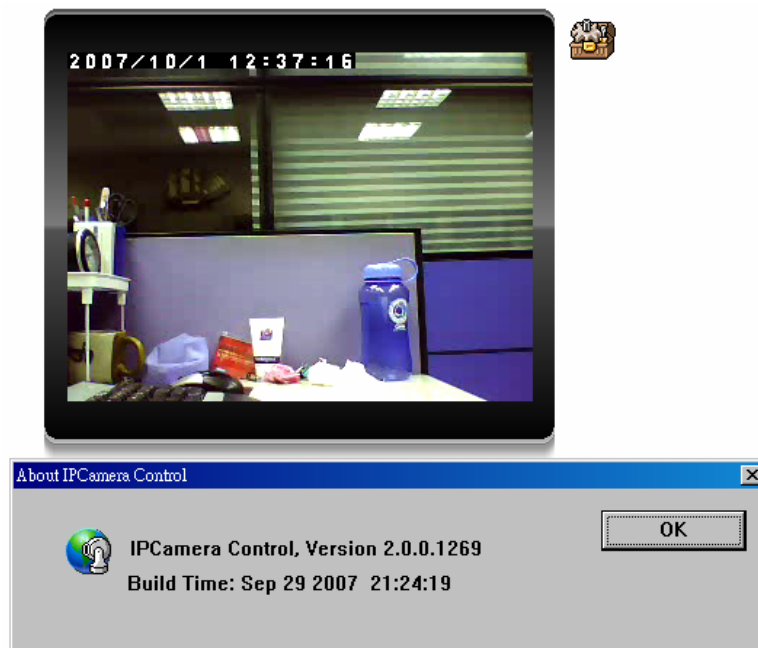 2007/10/1 12:37:16
About IPCamera Control
OK
IPCamera Control, Version 2.0.0.1269
Build Time: Sep 29 2007 21:24:19